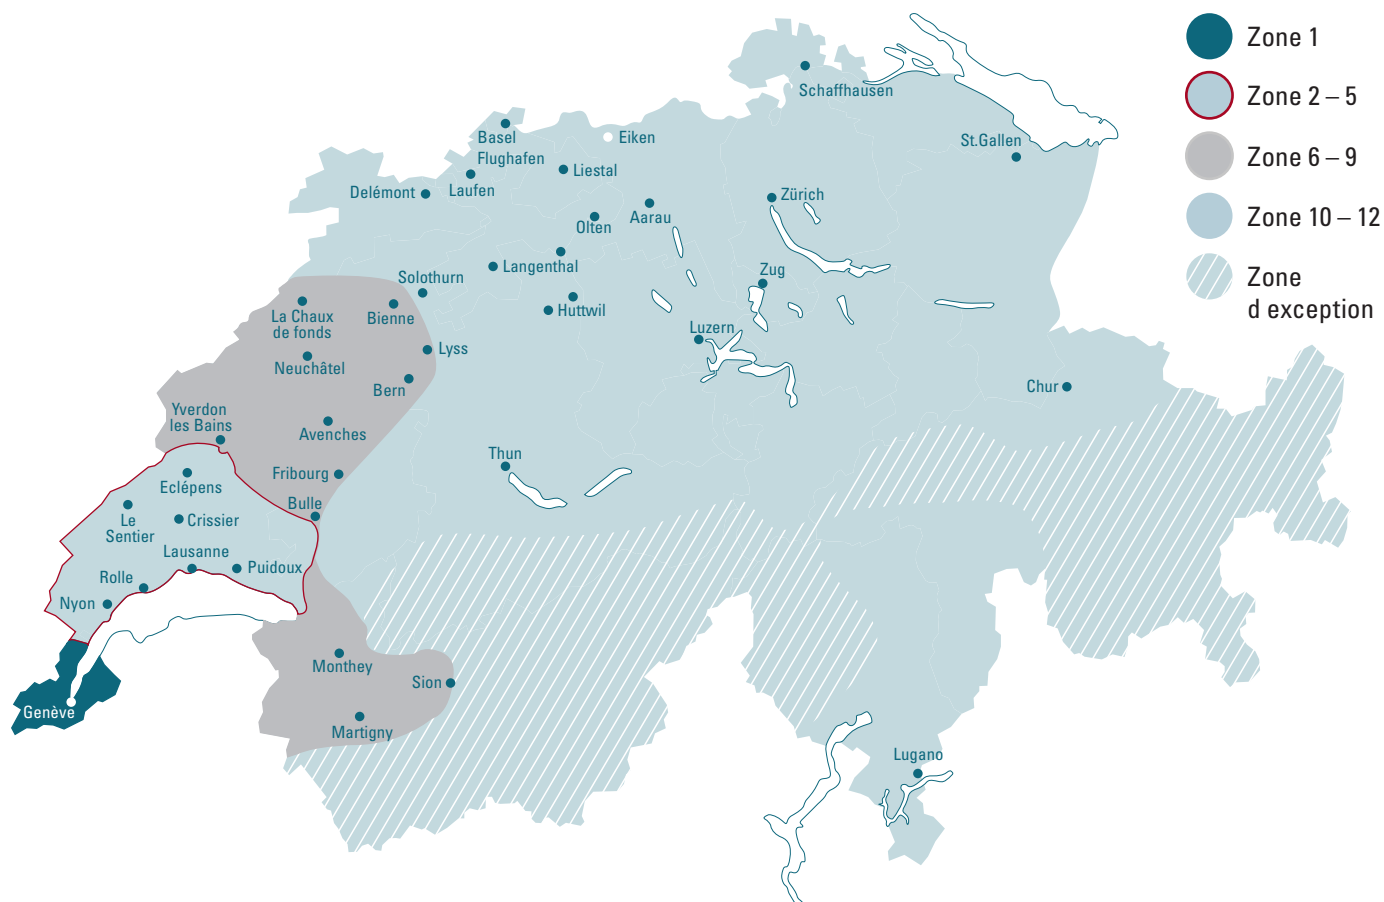 Zone 1
Zone 2 – 5
Zone 6 – 9
Zone 10 – 12
Zone
d exception
Schaffhausen
St.Gallen
Basel
Flughafen
Eiken
Liestal
Laufen
Delémont
Zürich
Aarau
Olten
Langenthal
Zug
Solothurn
Huttwil
La Chaux
de fonds
Bienne
Luzern
Lyss
Neuchâtel
Bern
Chur
Yverdon
les Bains
Avenches
Thun
Fribourg
Eclépens
Bulle
Le
Sentier
Crissier
Lausanne
Puidoux
Rolle
Nyon
Monthey
Sion
Genève
Martigny
Lugano